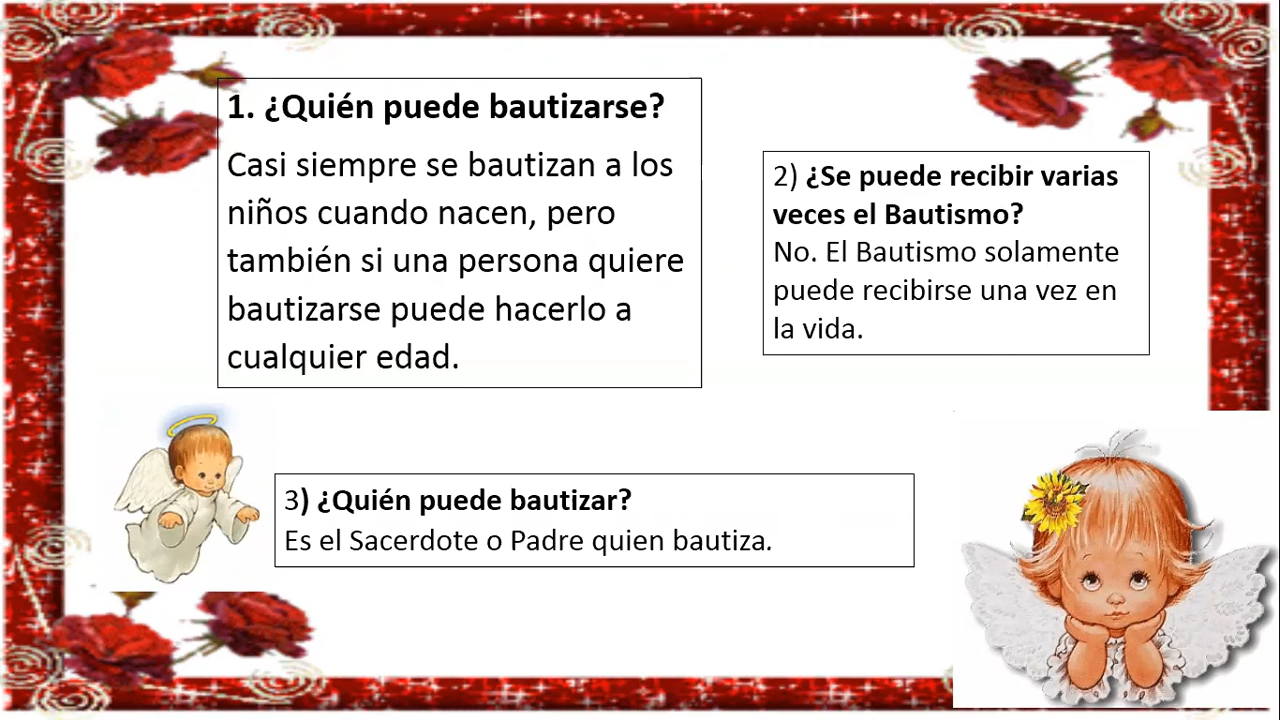 1. ¿Quién puede bautizarse?
Casi siempre se bautizan a los
niños cuando nacen, pero
también si una persona quiere
bautizarse puede hacerlo a
cualquier edad.
2) ¿Se puede recibir varias
veces el Bautismo?
No. El Bautismo solamente
puede recibirse una vez en
la vida.
3) ¿Quién puede bautizar?
Es el Sacerdote o Padre quien bautiza.